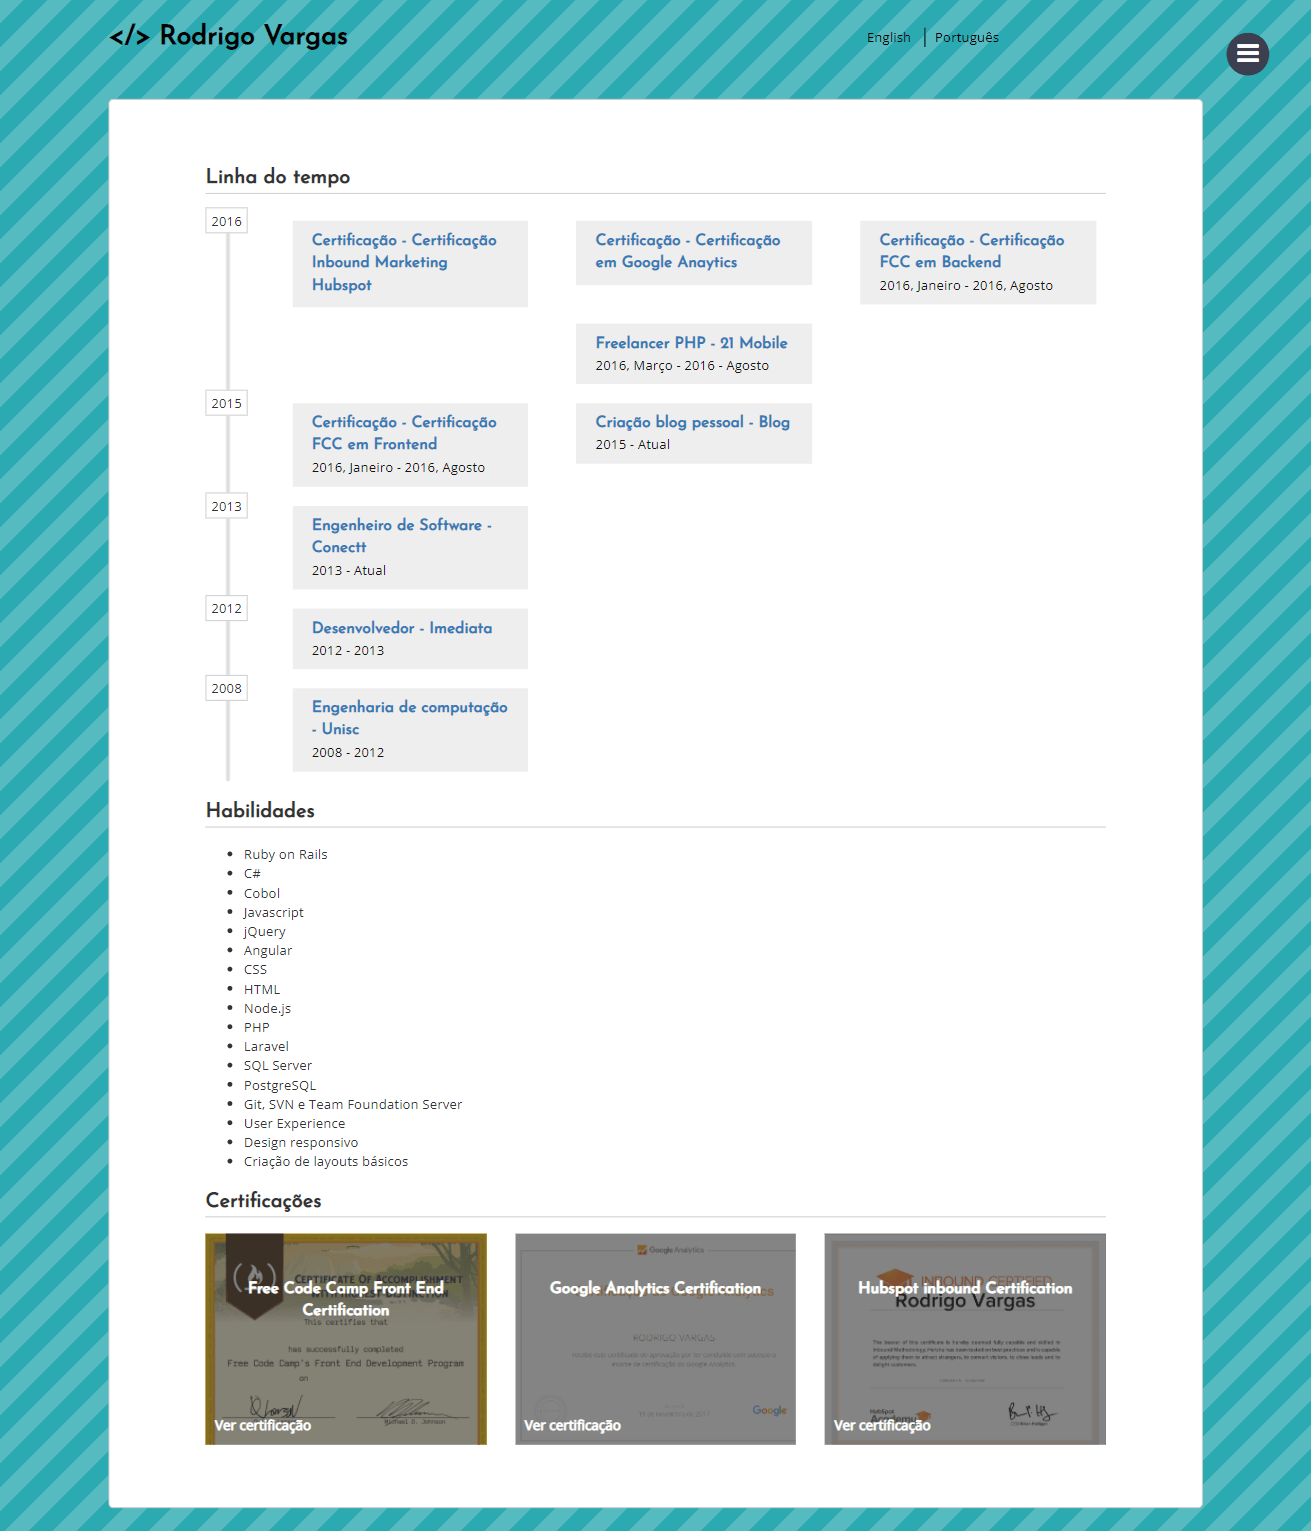 </> Rodrigo Vargas
English | Português
Linha do tempo
2016
Certificação - Certificação
Inbound Marketing
Hubspot
Certificação - Certificação
em Google Anaytics
Certificação - Certificação
FCC em Backend
2016, Janeiro - 2016, Agosto
Freelancer PHP - 21 Mobile
2016, Março - 2016 - Agosto
2015
Certificação - Certificação
FCC em Frontend
2016, Janeiro - 2016, Agosto
Criação blog pessoal - Blog
2015 - Atual
2013
Engenheiro de Software -
Conectt
2013 - Atual
2012
Desenvolvedor - Imediata
2012 - 2013
2008
Engenharia de computação
- Unisc
2008 - 2012
Habilidades
Ruby on Rails
C#
Cobol
Javascript
jQuery
Angular
CSS
HTML
Node.js
PHP
Laravel
SQL Server
PostgreSQL
Git, SVN e Team Foundation Server
User Experience
Design responsivo
Criação de layouts básicos
Certificações
Free Code Camp Front End
Certification
Certificate Of Accomplishment
With Highest Distinction
This certifies that
has successfully completed
Free Code Camp's Front End Development Program
on
Michael D. Johnson
Ver certificação
Google Analytics
Google Analytics Certification
RODRIGO VARGAS
Google
Ver certificação
INBOUND CERTIFIED
Hubspot inbound Certification
Rodrigo Vargas
HubSpot
Academy
Ver certificação